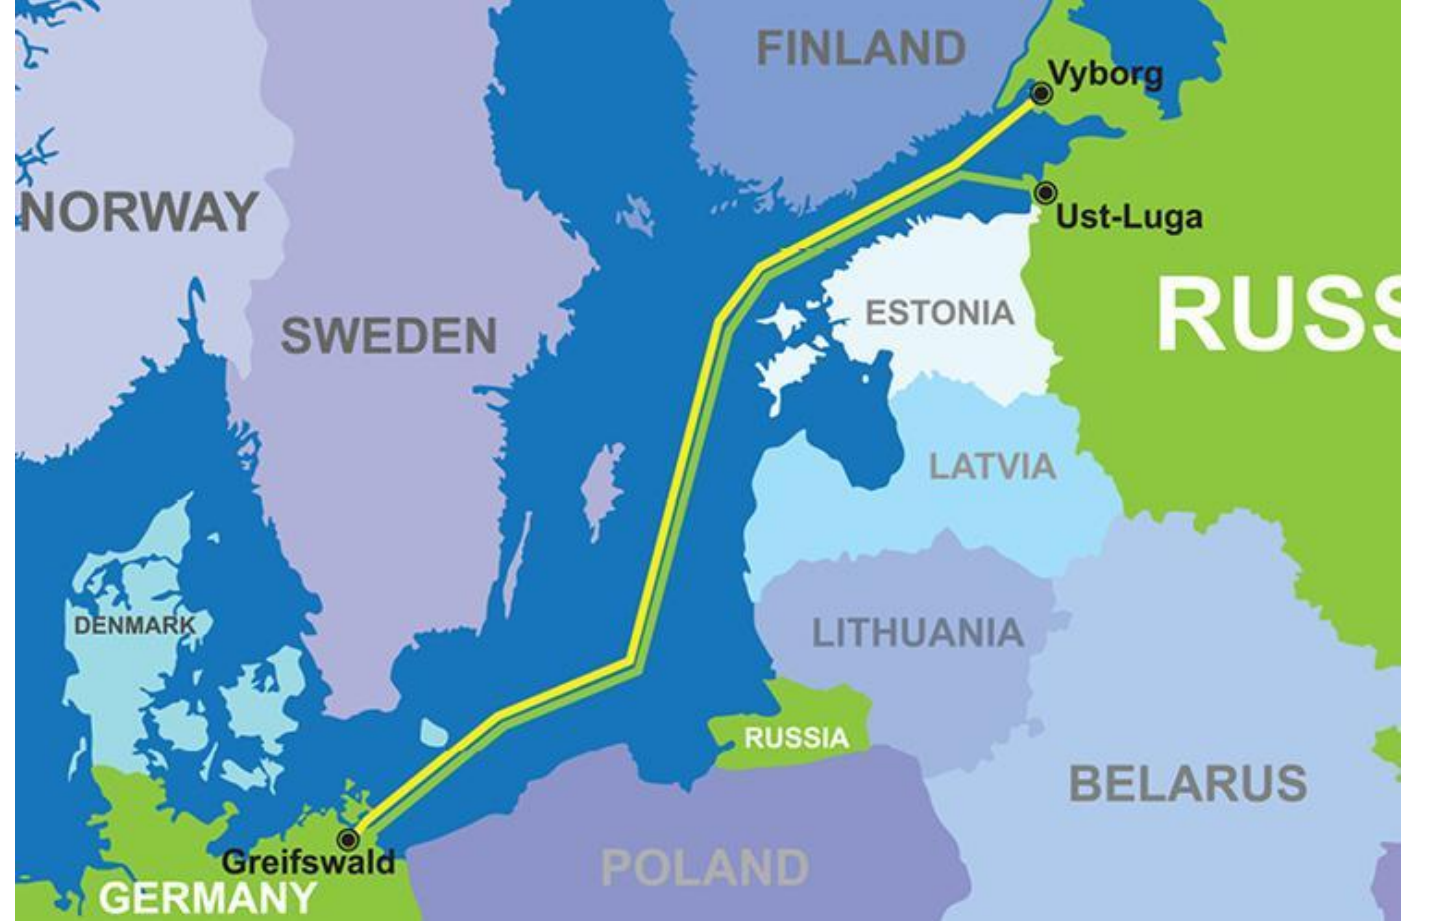 FINLAND
Vyborg
NORWAY
Ust-Luga
SWEDEN
ESTONIA
RUSS
LATVIA
DENMARK
LITHUANIA
RUSSIA
BELARUS
Greifswald
POLAND
GERMANY